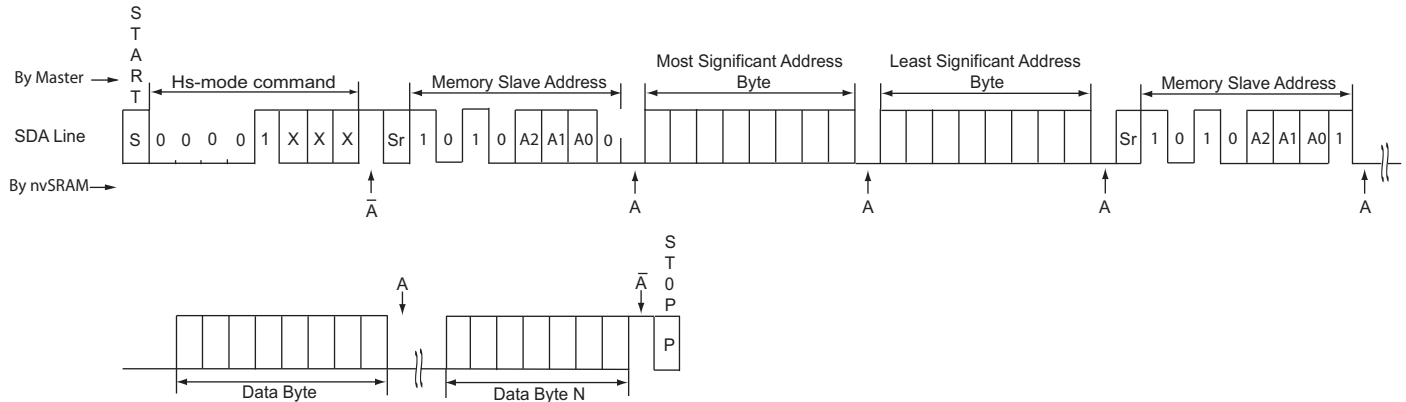 START
By Master
Hs-mode command
Memory Slave Address
Most Significant Address
Byte
Least Significant Address
Byte
Memory Slave Address
SDA Line
S 0 0 0 0 1 X X X Sr 1 0 1 0 A2 A1 A0 0 Sr 1 0 1 0 A2 A1 A0 1
By nvSRAM
A̅ A A A A
A A̅
ST0P
P
Data Byte
Data Byte N